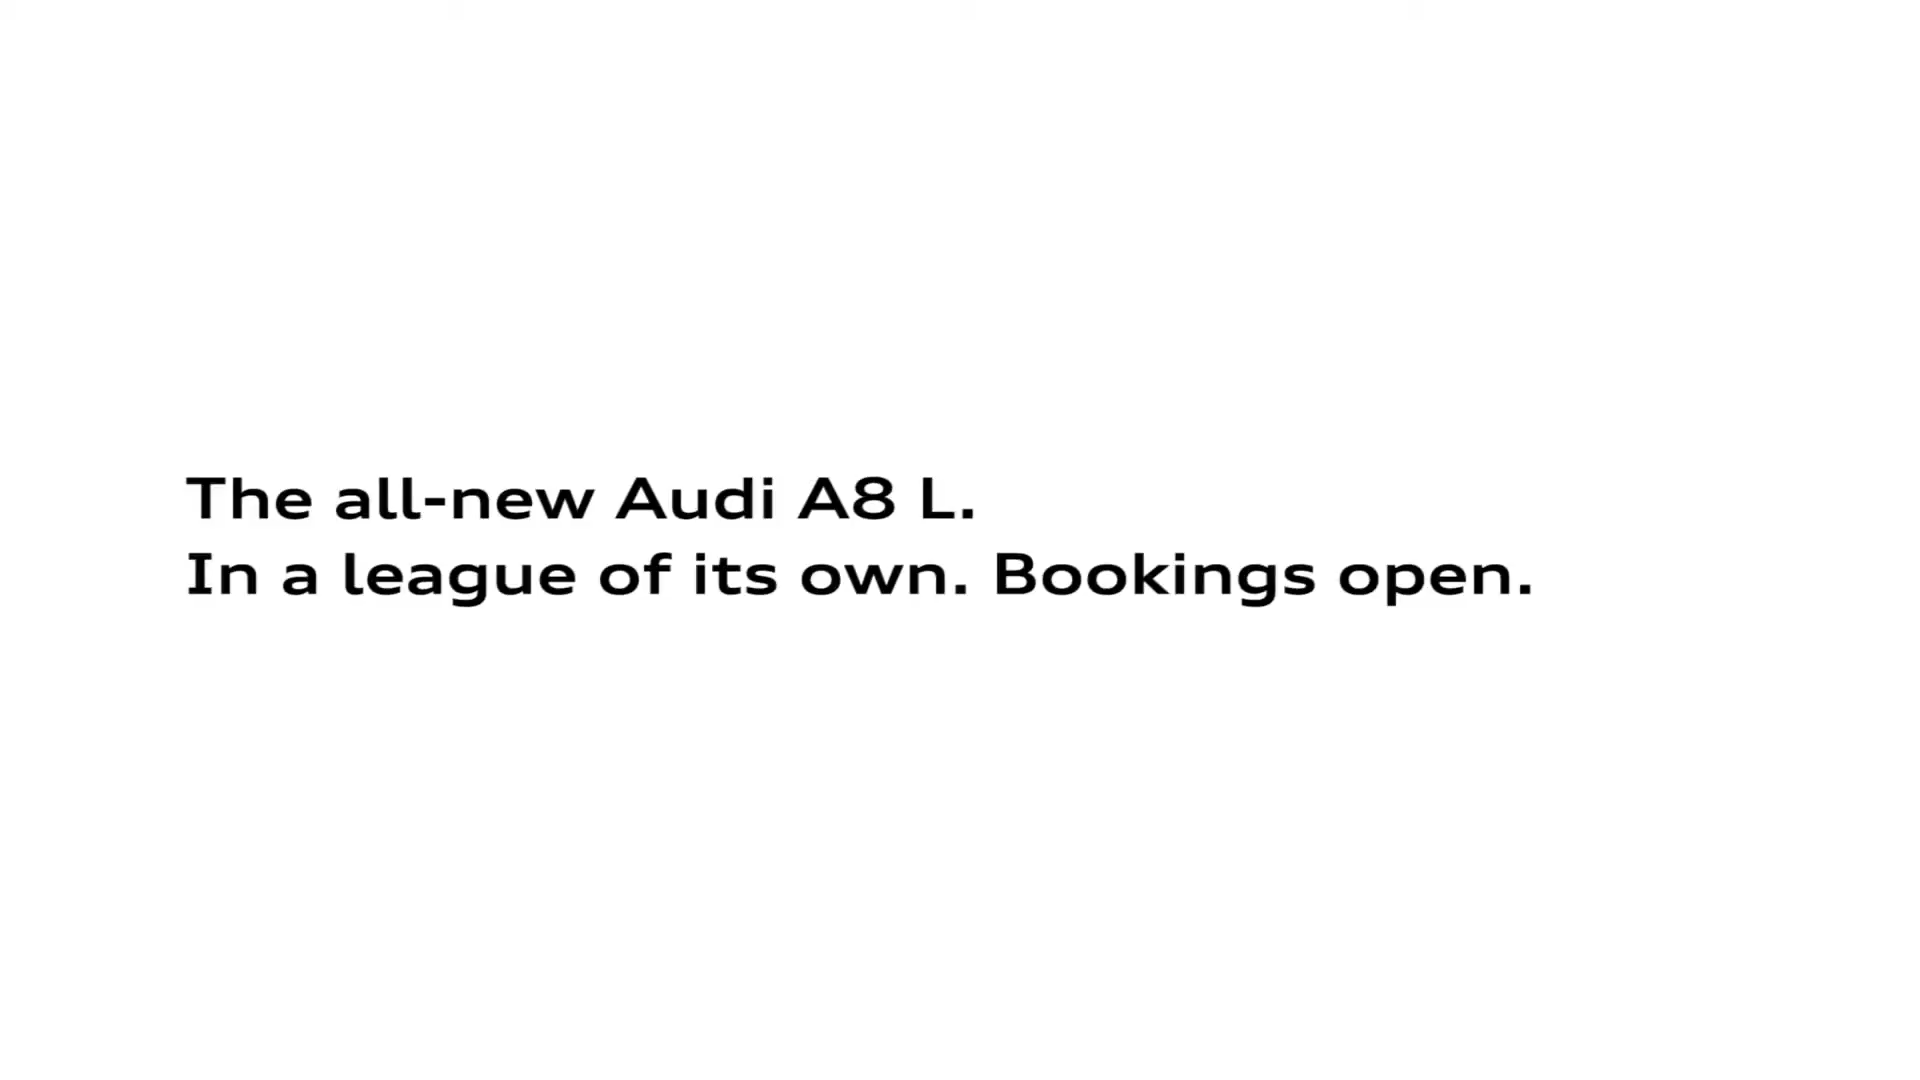 The all-new Audi A8 L.
In a league of its own. Bookings open.